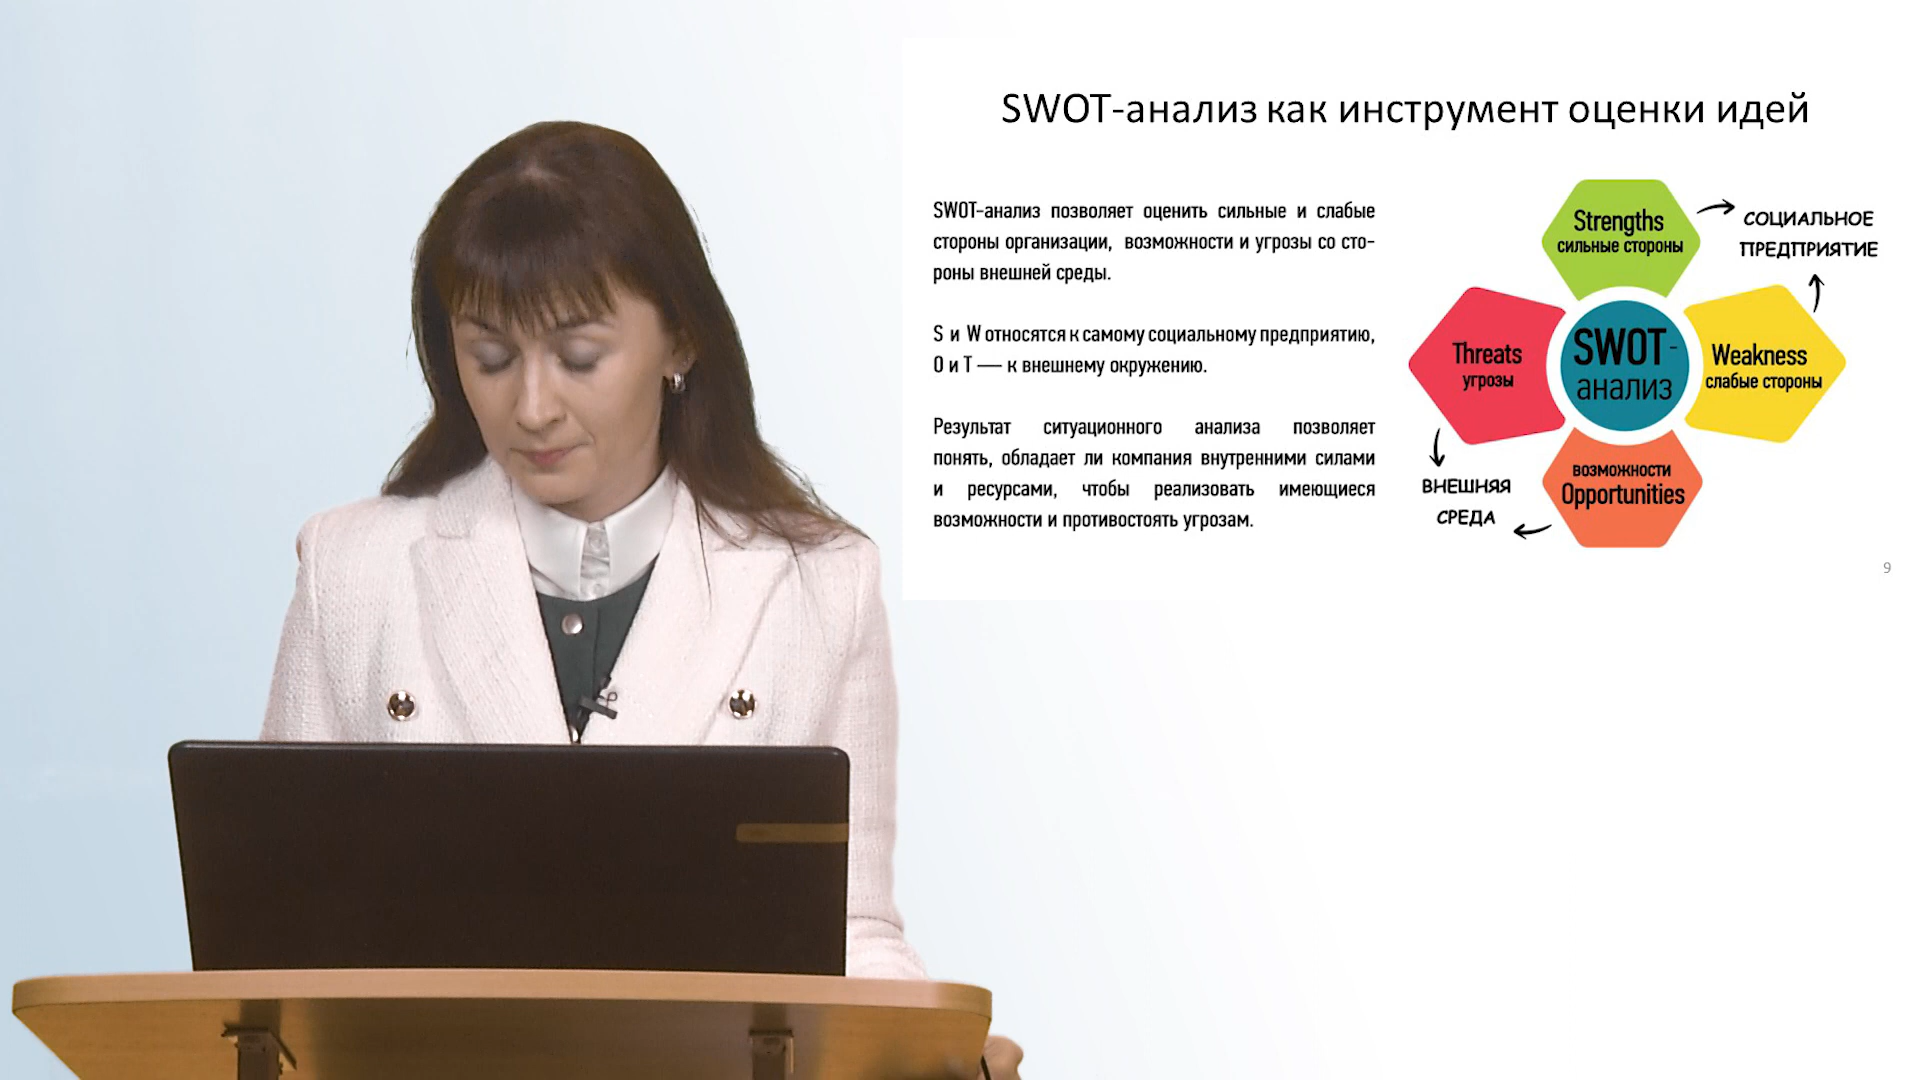 SWOT-анализ как инструмент оценки идей
SWOT-анализ позволяет оценить сильные и слабые
стороны организации, возможности и угрозы со сто-
роны внешней среды.
S и W относятся к самому социальному предприятию,
O и T — к внешнему окружению.
Результат ситуационного анализа позволяет
понять, обладает ли компания внутренними силами
и ресурсами, чтобы реализовать имеющиеся
возможности и противостоять угрозам.
Strengths
сильные стороны
СОЦИАЛЬНОЕ
ПРЕДПРИЯТИЕ
Threats
угрозы
SWOT-
анализ
Weakness
слабые стороны
возможности
Opportunities
ВНЕШНЯЯ
СРЕДА
9